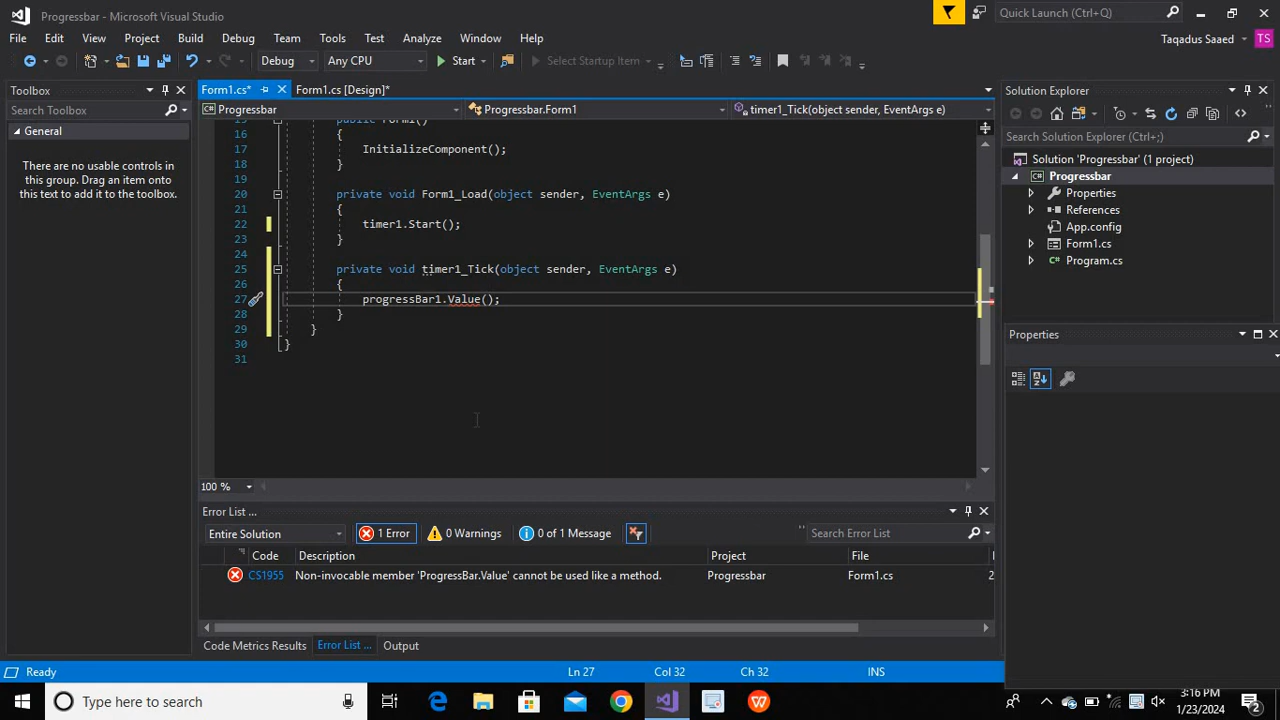 Progressbar - Microsoft Visual Studio
Quick Launch (Ctrl+Q)
File Edit View Project Build Debug Team Tools Test Analyze Window Help
Taqadus Saaed
TS
Debug Any CPU Start Select Startup Item
Toolbox
Search Toolbox
General
There are no usable controls in
this group. Drag an item onto
this text to add it to the toolbox.
Form1.cs* Form1.cs [Design]*
Progressbar Progressbar.Form1 timer1_Tick(object sender, EventArgs e)
15 public Form1()
16 {
17 InitializeComponent();
18 }
19
20 private void Form1_Load(object sender, EventArgs e)
21 {
22 timer1.Start();
23 }
24
25 private void timer1_Tick(object sender, EventArgs e)
26 {
27 progressBar1.Value();
28 }
29 }
30 }
31
100 %
Error List ...
Entire Solution 1 Error 0 Warnings 0 of 1 Message Search Error List
Code Description Project File
CS1955 Non-invocable member 'ProgressBar.Value' cannot be used like a method. Progressbar Form1.cs 2
Code Metrics Results Error List ... Output
Solution Explorer
Search Solution Explorer (Ctrl+;)
Solution 'Progressbar' (1 project)
Progressbar
Properties
References
App.config
Form1.cs
Program.cs
Properties
Ready Ln 27 Col 32 Ch 32 INS
Type here to search
3:16 PM
1/23/2024
2